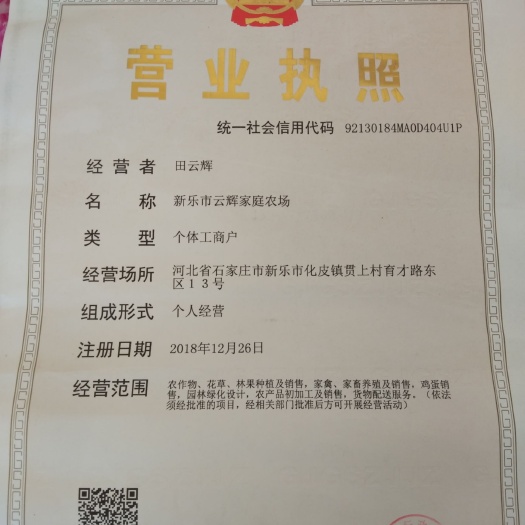 营业执照
统一社会信用代码 92130184MA0D404U1P
经营者 田云辉
名称 新乐市云辉家庭农场
类型 个体工商户
经营场所 河北省石家庄市新乐市化皮镇贯上村育才路东
区13号
组成形式 个人经营
注册日期 2018年12月26日
经营范围 农作物、花草、林果种植及销售，家禽、家畜养殖及销售，鸡蛋销
售，园林绿化设计，农产品初加工及销售，货物配送服务。（依法
须经批准的项目，经相关部门批准后方可开展经营活动）